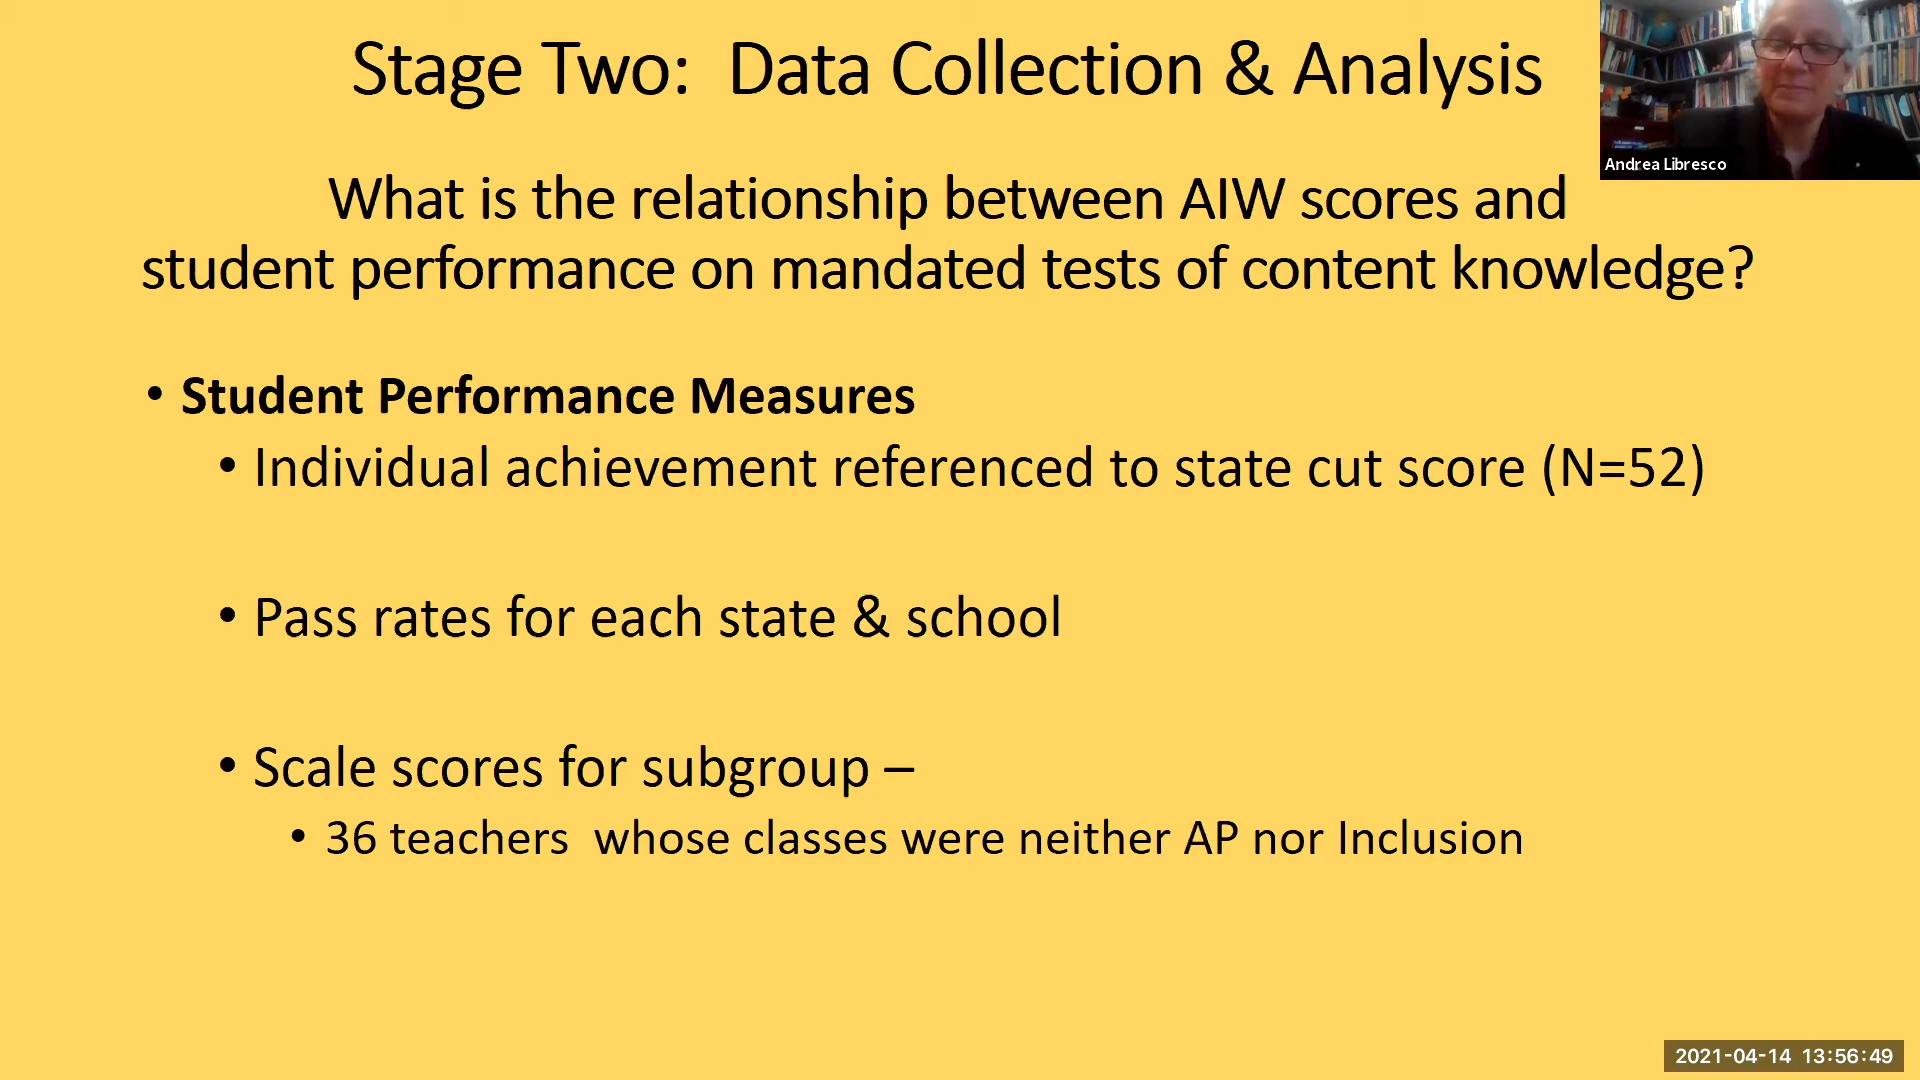 Stage Two: Data Collection & Analysis
Andrea Libresco
What is the relationship between AIW scores and
student performance on mandated tests of content knowledge?
• Student Performance Measures
• Individual achievement referenced to state cut score (N=52)
• Pass rates for each state & school
• Scale scores for subgroup –
• 36 teachers whose classes were neither AP nor Inclusion
2021-04-14 13:56:49